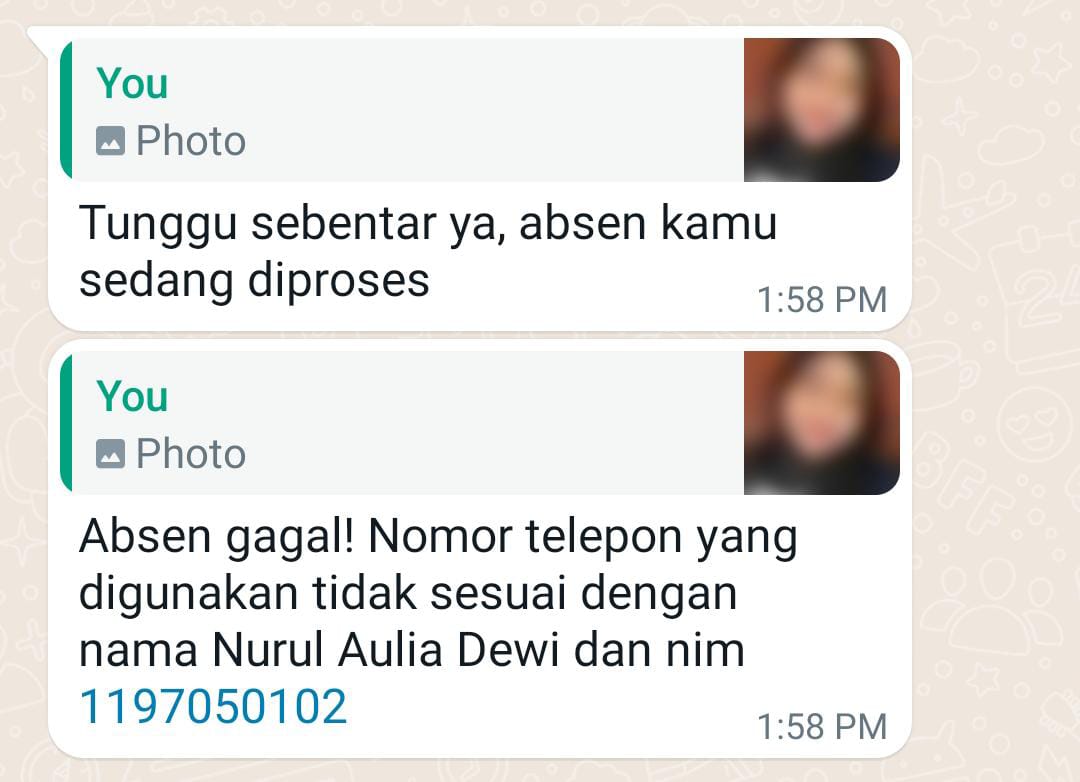 You
Photo
Tunggu sebentar ya, absen kamu
sedang diproses
1:58 PM
You
Photo
Absen gagal! Nomor telepon yang
digunakan tidak sesuai dengan
nama Nurul Aulia Dewi dan nim
1197050102
1:58 PM